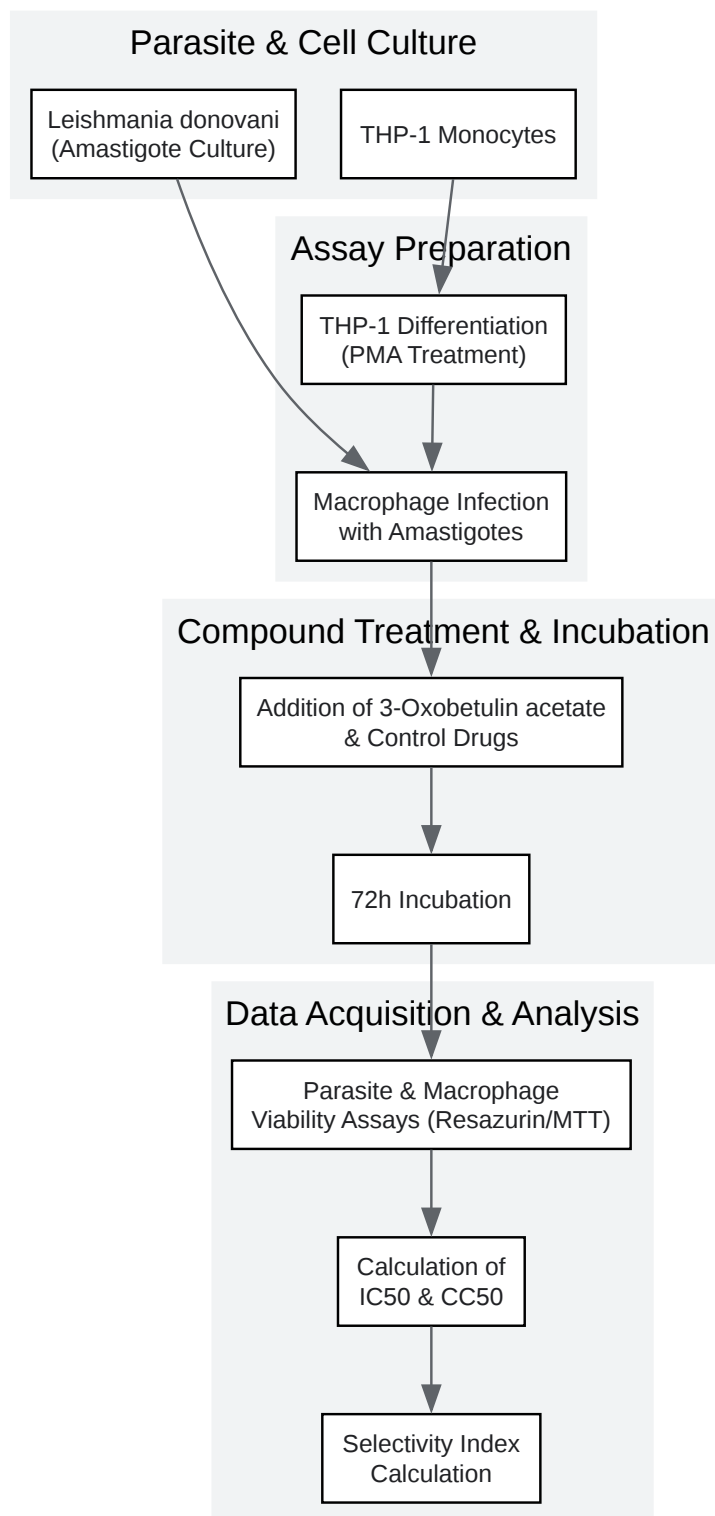 Parasite & Cell Culture
Leishmania donovani
(Amastigote Culture)
THP-1 Monocytes
Assay Preparation
THP-1 Differentiation
(PMA Treatment)
Macrophage Infection
with Amastigotes
Compound Treatment & Incubation
Addition of 3-Oxobetulin acetate
& Control Drugs
72h Incubation
Data Acquisition & Analysis
Parasite & Macrophage
Viability Assays (Resazurin/MTT)
Calculation of
IC50 & CC50
Selectivity Index
Calculation